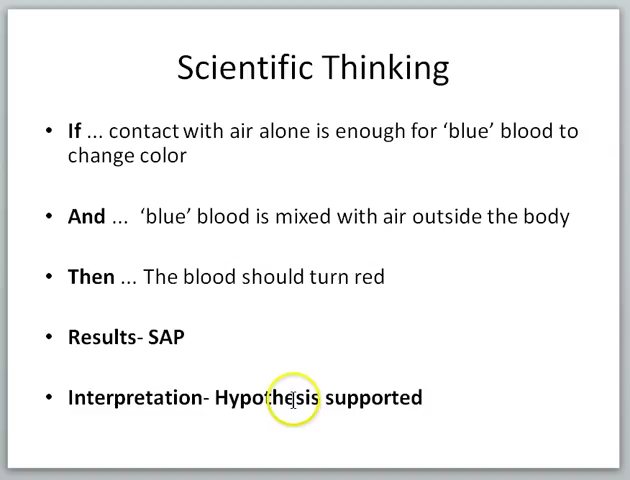 Scientific Thinking
• If ... contact with air alone is enough for ‘blue’ blood to
change color
• And ... ‘blue’ blood is mixed with air outside the body
• Then ... The blood should turn red
• Results- SAP
• Interpretation- Hypothesis supported